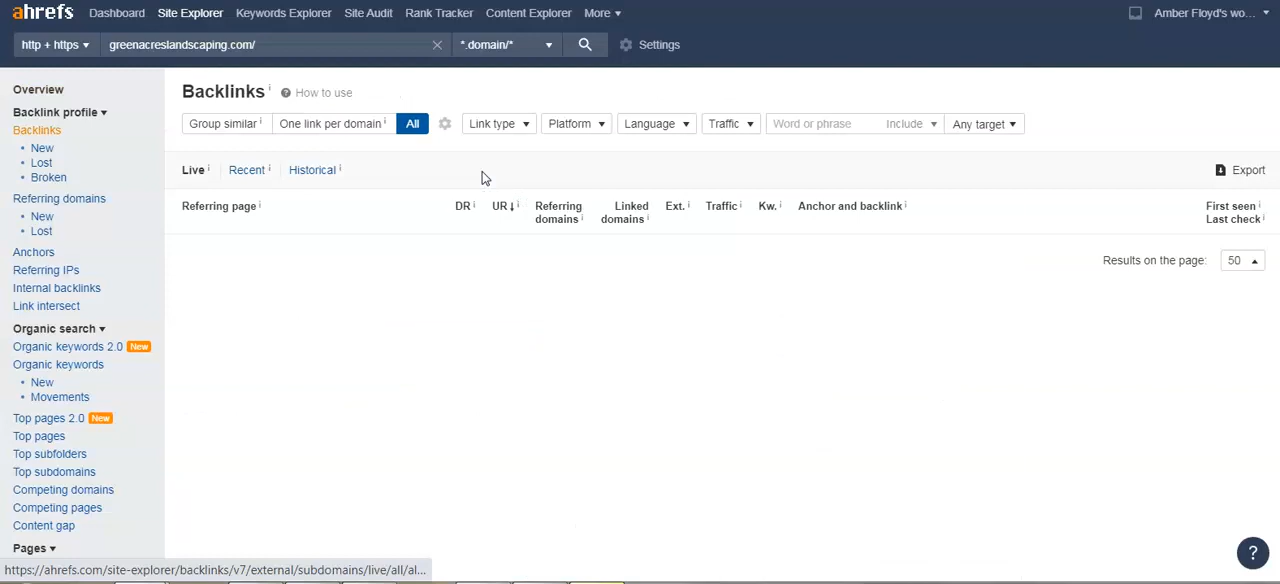 ahrefs Dashboard Site Explorer Keywords Explorer Site Audit Rank Tracker Content Explorer More Amber Floyd's wo...
http + https greenacreslandscaping.com/ *.domain/* Settings
Overview
Backlink profile
Backlinks
• New
• Lost
• Broken
Referring domains
• New
• Lost
Anchors
Referring IPs
Internal backlinks
Link intersect
Organic search
Organic keywords 2.0 New
Organic keywords
• New
• Movements
Top pages 2.0 New
Top pages
Top subfolders
Top subdomains
Competing domains
Competing pages
Content gap
Pages
Backlinks i ? How to use
Group similar i One link per domain i All Link type Platform Language Traffic Word or phrase Include Any target
Live i Recent i Historical i Export
Referring page i DR i UR↓ i Referring domains i Linked domains i Ext. i Traffic i Kw. i Anchor and backlink i First seen i Last check i
Results on the page: 50
?
https://ahrefs.com/site-explorer/backlinks/v7/external/subdomains/live/all/al...